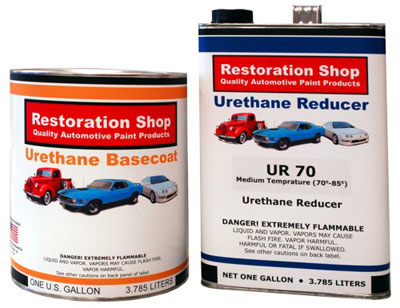 Restoration Shop
Quality Automotive Paint Products
Urethane Basecoat
DANGER! EXTREMELY FLAMMABLE
LIQUID AND VAPOR. VAPORS MAY CAUSE FLASH FIRE.
VAPOR HARMFUL.
See other cautions on back panel of label.
ONE U.S. GALLON
3.785 LITERS
Restoration Shop
Quality Automotive Paint Products
Urethane Reducer
UR 70
Medium Temprature (70°-85°)
Urethane Reducer
DANGER! EXTREMELY FLAMMABLE
LIQUID AND VAPOR. VAPORS MAY CAUSE
FLASH FIRE. VAPOR HARMFUL.
HARMFUL OR FATAL IF SWALLOWED.
See other cautions on back panel.
NET ONE GALLON • 3.785 LITERS